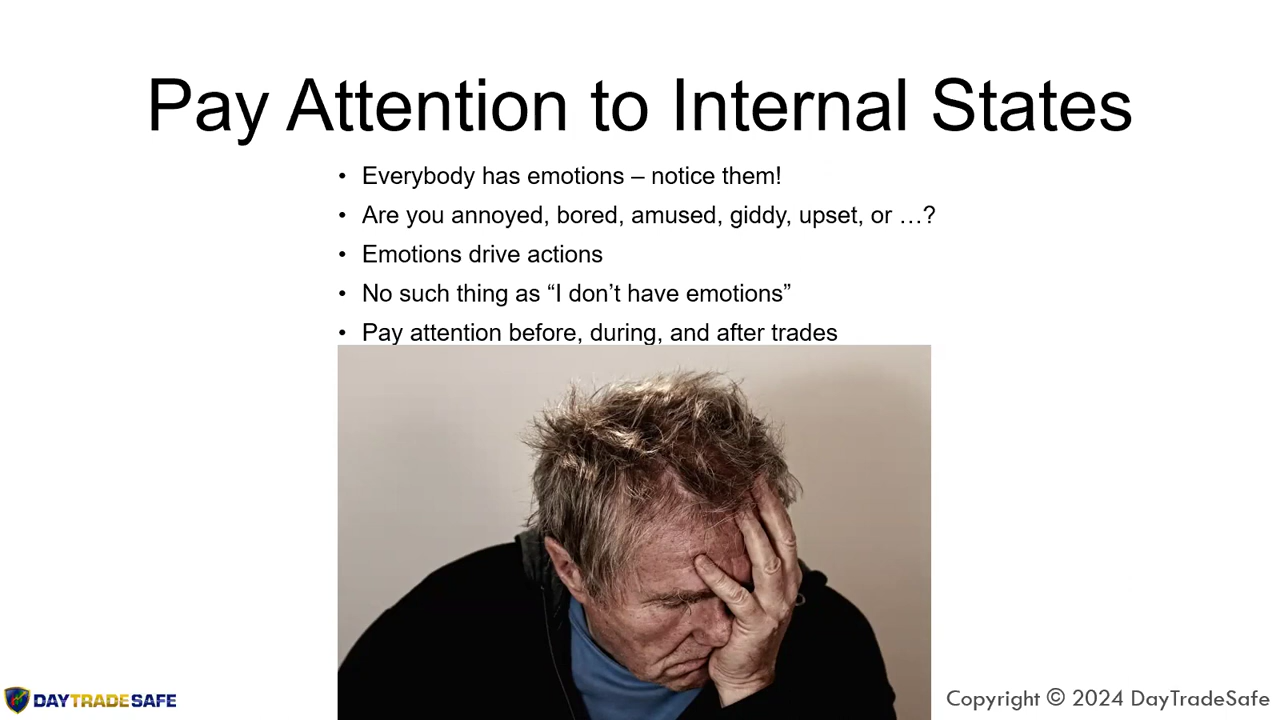 Pay Attention to Internal States
• Everybody has emotions – notice them!
• Are you annoyed, bored, amused, giddy, upset, or …?
• Emotions drive actions
• No such thing as “I don’t have emotions”
• Pay attention before, during, and after trades
DAYTRADESAFE
Copyright © 2024 DayTradeSafe